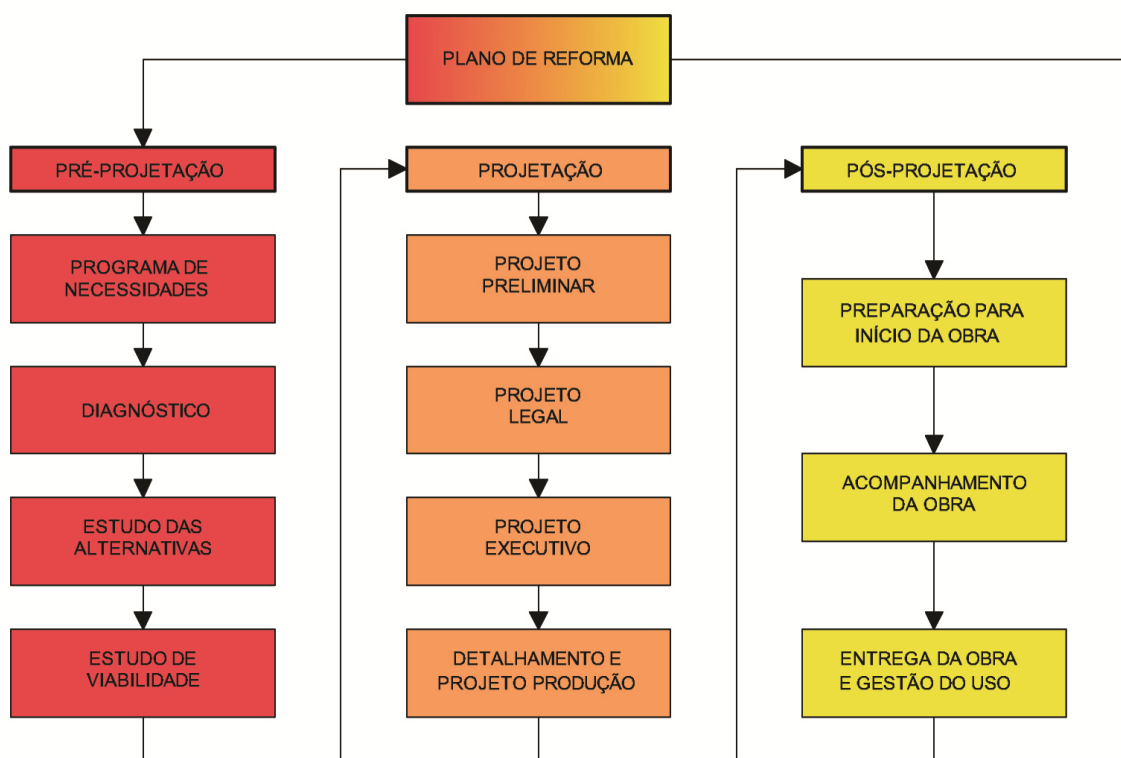 PLANO DE REFORMA
PRÉ-PROJETAÇÃO
PROGRAMA DE
NECESSIDADES
DIAGNÓSTICO
ESTUDO DAS
ALTERNATIVAS
ESTUDO DE
VIABILIDADE
PROJETAÇÃO
PROJETO
PRELIMINAR
PROJETO
LEGAL
PROJETO
EXECUTIVO
DETALHAMENTO E
PROJETO PRODUÇÃO
PÓS-PROJETAÇÃO
PREPARAÇÃO PARA
INÍCIO DA OBRA
ACOMPANHAMENTO
DA OBRA
ENTREGA DA OBRA
E GESTÃO DO USO